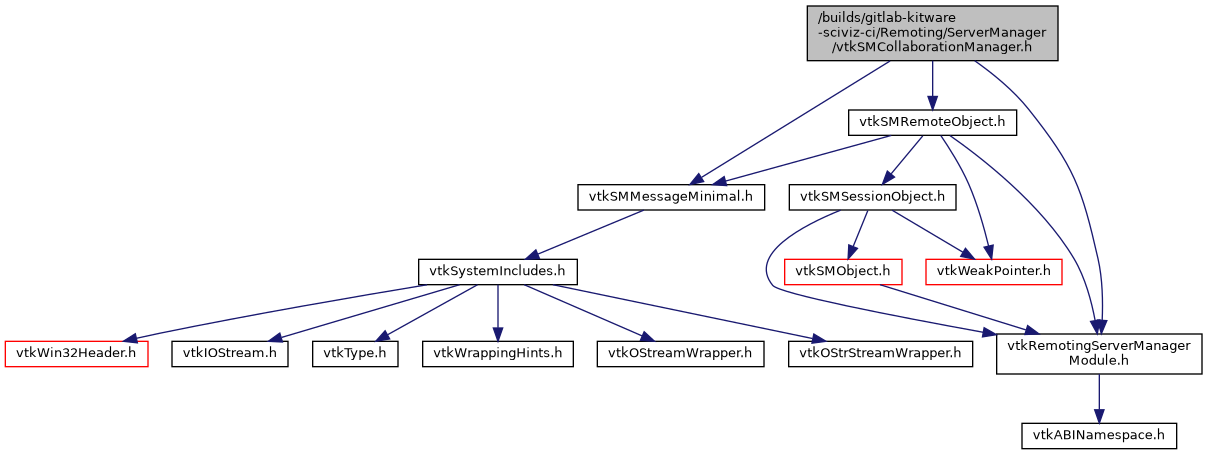 /builds/gitlab-kitware
-sciviz-ci/Remoting/ServerManager
/vtkSMCollaborationManager.h
vtkSMRemoteObject.h
vtkSMMessageMinimal.h
vtkSMSessionObject.h
vtkSystemIncludes.h
vtkSMObject.h
vtkWeakPointer.h
vtkWin32Header.h
vtkIOStream.h
vtkType.h
vtkWrappingHints.h
vtkOStreamWrapper.h
vtkOStrStreamWrapper.h
vtkRemotingServerManager
Module.h
vtkABINamespace.h